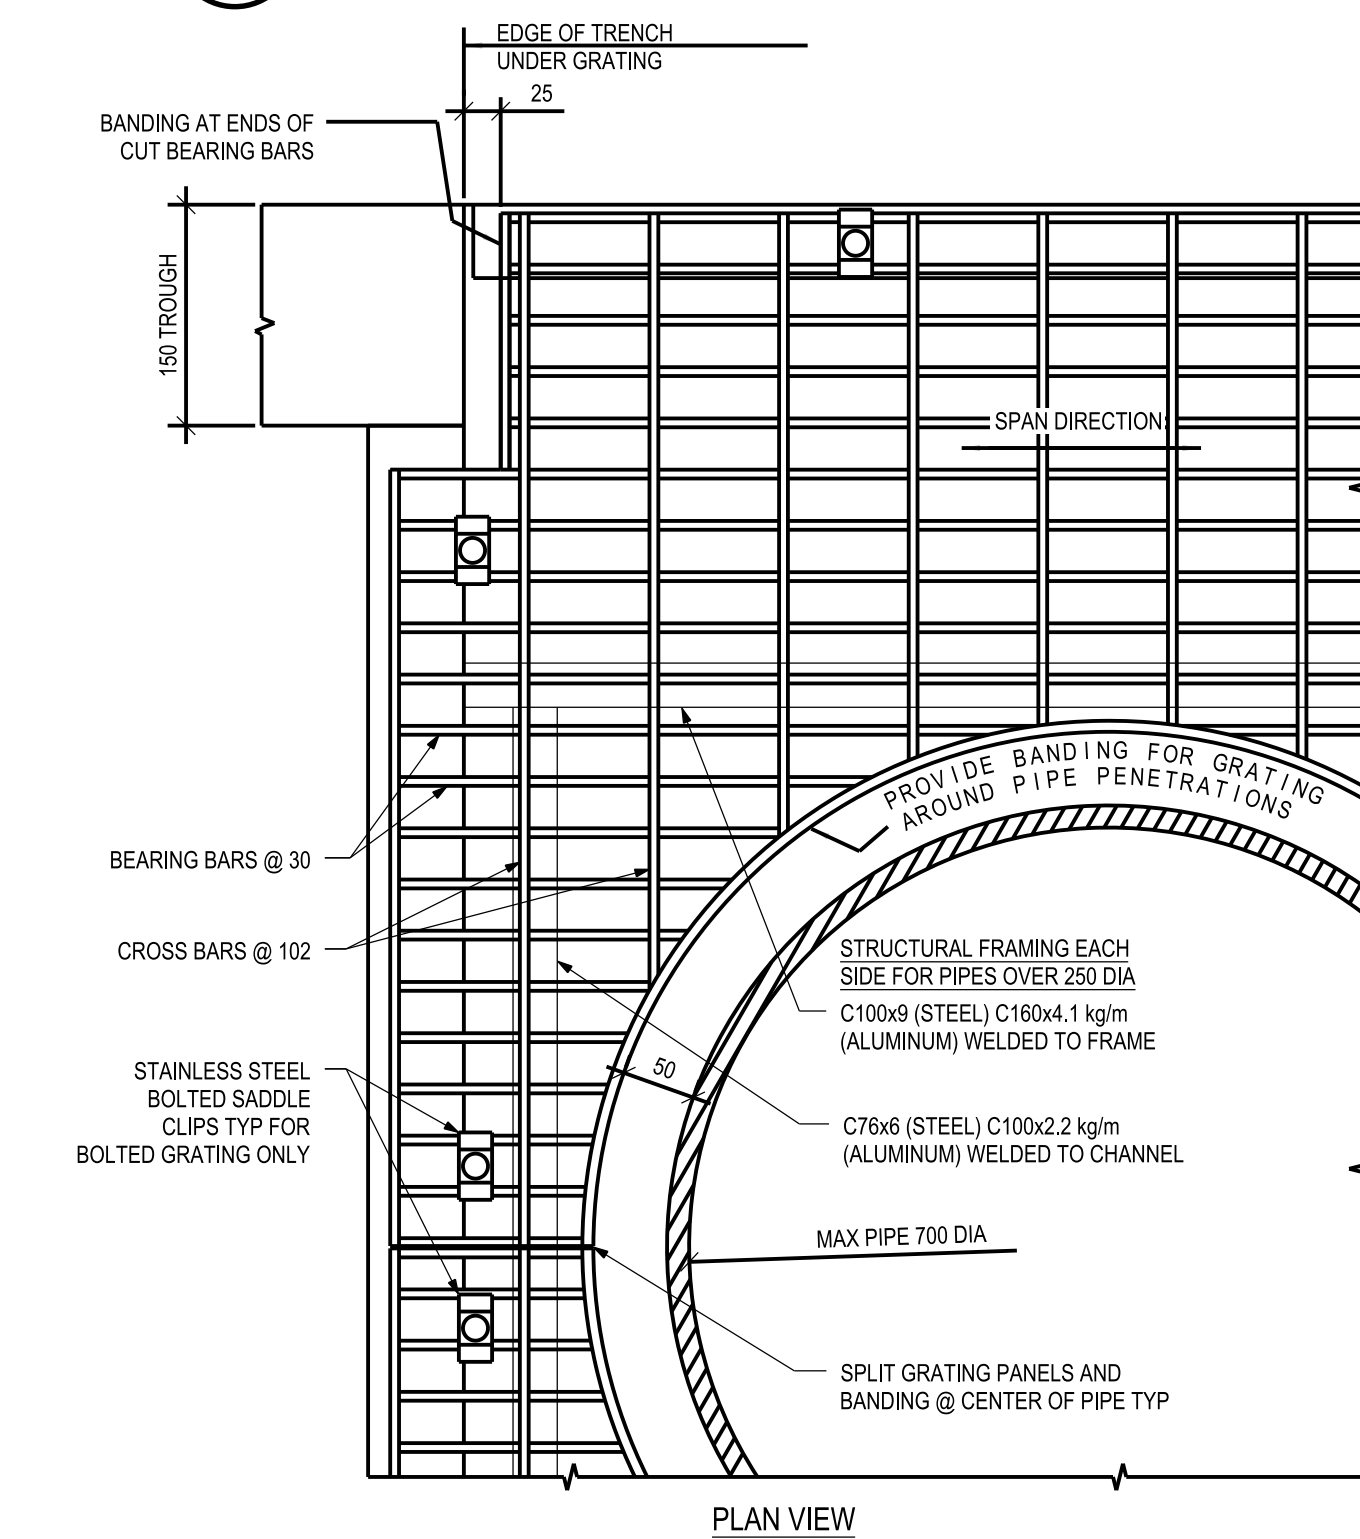 EDGE OF TRENCH
UNDER GRATING
25
BANDING AT ENDS OF
CUT BEARING BARS
150 TROUGH
SPAN DIRECTION
PROVIDE BANDING FOR GRATING
AROUND PIPE PENETRATIONS
BEARING BARS @ 30
CROSS BARS @ 102
STRUCTURAL FRAMING EACH
SIDE FOR PIPES OVER 250 DIA
C100x9 (STEEL) C160x4.1 kg/m
(ALUMINUM) WELDED TO FRAME
50
STAINLESS STEEL
BOLTED SADDLE
CLIPS TYP FOR
BOLTED GRATING ONLY
C76x6 (STEEL) C100x2.2 kg/m
(ALUMINUM) WELDED TO CHANNEL
MAX PIPE 700 DIA
SPLIT GRATING PANELS AND
BANDING @ CENTER OF PIPE TYP
PLAN VIEW